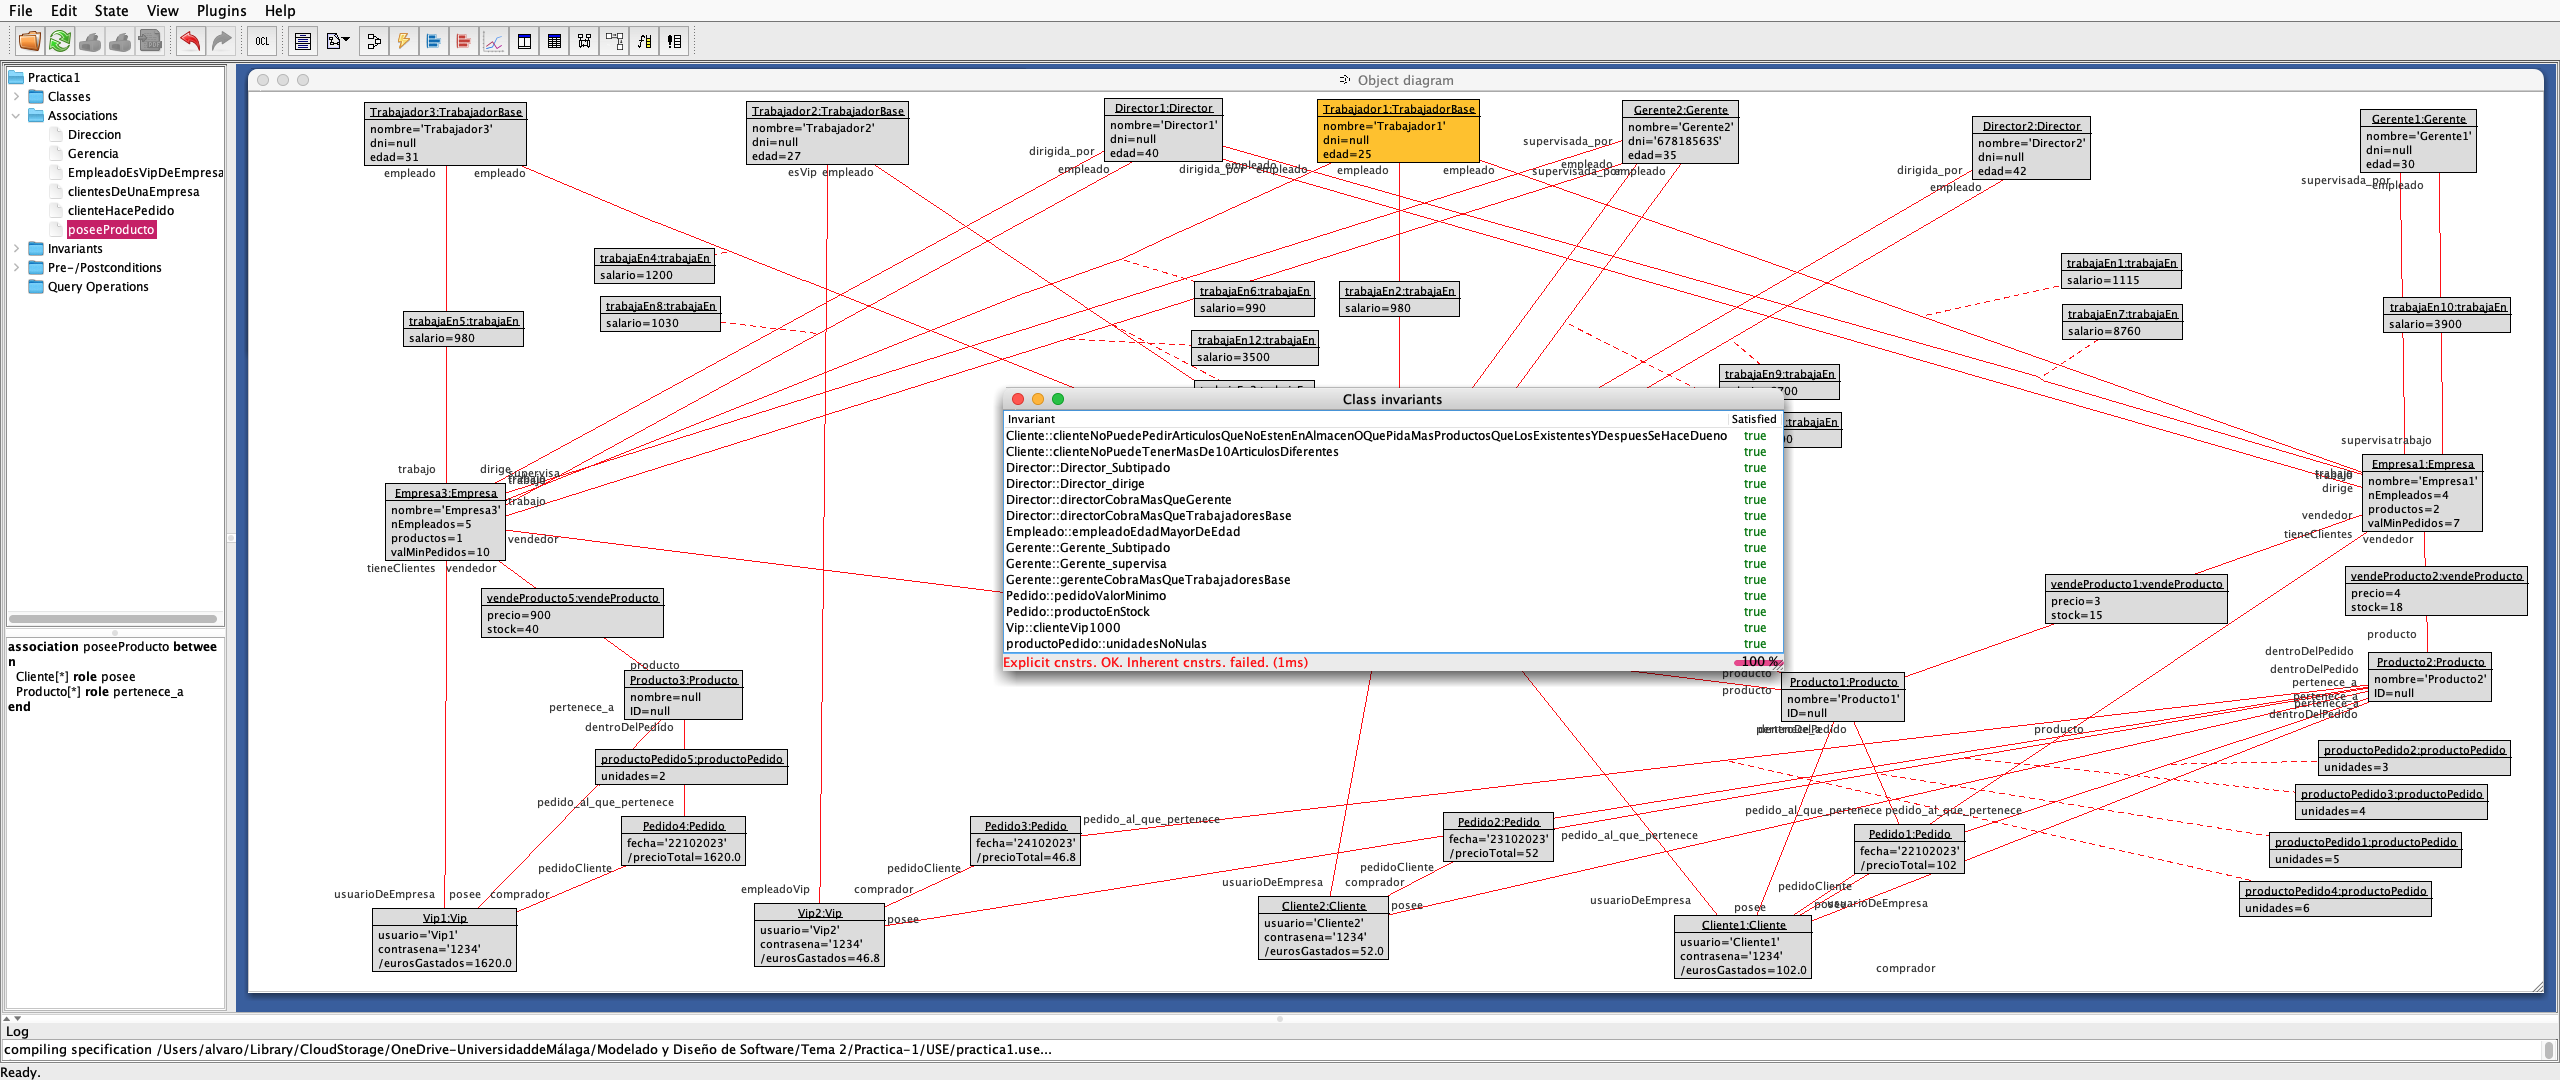 File Edit State View Plugins Help
OCL
Practica1
Classes
Associations
Direccion
Gerencia
EmpleadoEsVipDeEmpresa
clientesDeUnaEmpresa
clienteHacePedido
poseeProducto
Invariants
Pre-/Postconditions
Query Operations
association poseeProducto betwee
n
Cliente[*] role posee
Producto[*] role pertenece_a
end
Object diagram
Trabajador3:TrabajadorBase
nombre='Trabajador3'
dni=null
edad=31
empleado
empleado
Trabajador2:TrabajadorBase
nombre='Trabajador2'
dni=null
edad=27
esVip
empleado
Director1:Director
nombre='Director1'
dni=null
edad=40
dirigida_por
empleado
dirigida_por
empleado
empleado
Trabajador1:TrabajadorBase
nombre='Trabajador1'
dni=null
edad=25
empleado
empleado
Gerente2:Gerente
nombre='Gerente2'
dni='67818563S'
edad=35
supervisada_por
empleado
supervisada_por
empleado
Director2:Director
nombre='Director2'
dni=null
edad=42
dirigida_por
empleado
Gerente1:Gerente
nombre='Gerente1'
dni=null
edad=30
supervisada_por
empleado
trabajaEn4:trabajaEn
salario=1200
trabajaEn8:trabajaEn
salario=1030
trabajaEn5:trabajaEn
salario=980
trabajaEn6:trabajaEn
salario=990
trabajaEn2:trabajaEn
salario=980
trabajaEn12:trabajaEn
salario=3500
trabajaEn1:trabajaEn
salario=1115
trabajaEn7:trabajaEn
salario=8760
trabajaEn10:trabajaEn
salario=3900
trabajaEn9:trabajaEn
Class invariants
Invariant Satisfied
Cliente::clienteNoPuedePedirArticulosQueNoEstenEnAlmacenOQuePidaMasProductosQueLosExistentesYDespuesSeHaceDueno true
Cliente::clienteNoPuedeTenerMasDe10ArticulosDiferentes true
Director::Director_Subtipado true
Director::Director_dirige true
Director::directorCobraMasQueGerente true
Director::directorCobraMasQueTrabajadoresBase true
Empleado::empleadoEdadMayorDeEdad true
Gerente::Gerente_Subtipado true
Gerente::Gerente_supervisa true
Gerente::gerenteCobraMasQueTrabajadoresBase true
Pedido::pedidoValorMinimo true
Pedido::productoEnStock true
Vip::clienteVip1000 true
productoPedido::unidadesNoNulas true
Explicit cnstrs. OK. Inherent cnstrs. failed. (1ms) 100 %
trabajo
dirige
supervisa
trabajo
trabajo
Empresa3:Empresa
nombre='Empresa3'
nEmpleados=5
productos=1
valMinPedidos=10
vendedor
tieneClientes
vendedor
supervisa
trabajo
trabajo
dirige
Empresa1:Empresa
nombre='Empresa1'
nEmpleados=4
productos=2
valMinPedidos=7
vendedor
tieneClientes
vendedor
vendeProducto5:vendeProducto
precio=900
stock=40
vendeProducto1:vendeProducto
precio=3
stock=15
vendeProducto2:vendeProducto
precio=4
stock=18
producto
Producto3:Producto
nombre=null
ID=null
pertenece_a
dentroDelPedido
producto
producto
Producto1:Producto
nombre='Producto1'
ID=null
dentroDelPedido
producto
producto
dentroDelPedido
dentroDelPedido
pertenece_a
pertenece_a
pertenece_a
dentroDelPedido
Producto2:Producto
nombre='Producto2'
ID=null
productoPedido5:productoPedido
unidades=2
productoPedido2:productoPedido
unidades=3
productoPedido3:productoPedido
unidades=4
productoPedido1:productoPedido
unidades=5
productoPedido4:productoPedido
unidades=6
pedido_al_que_pertenece
Pedido4:Pedido
fecha='22102023'
/precioTotal=1620.0
pedidoCliente
Pedido3:Pedido
fecha='24102023'
/precioTotal=46.8
pedido_al_que_pertenece
pedidoCliente
Pedido2:Pedido
fecha='23102023'
/precioTotal=52
pedido_al_que_pertenece
pedidoCliente
pedido_al_que_pertenece pedido_al_que_pertenece
Pedido1:Pedido
fecha='22102023'
/precioTotal=102
pedidoCliente
usuarioDeEmpresa
posee
comprador
Vip1:Vip
usuario='Vip1'
contrasena='1234'
/eurosGastados=1620.0
empleadoVip
comprador
Vip2:Vip
usuario='Vip2'
contrasena='1234'
/eurosGastados=46.8
posee
usuarioDeEmpresa
comprador
Cliente2:Cliente
usuario='Cliente2'
contrasena='1234'
/eurosGastados=52.0
posee
usuarioDeEmpresa
posee
usuarioDeEmpresa
Cliente1:Cliente
usuario='Cliente1'
contrasena='1234'
/eurosGastados=102.0
comprador
Log
compiling specification /Users/alvaro/Library/CloudStorage/OneDrive-UniversidaddeMálaga/Modelado y Diseño de Software/Tema 2/Practica-1/USE/practica1.use...
Ready.